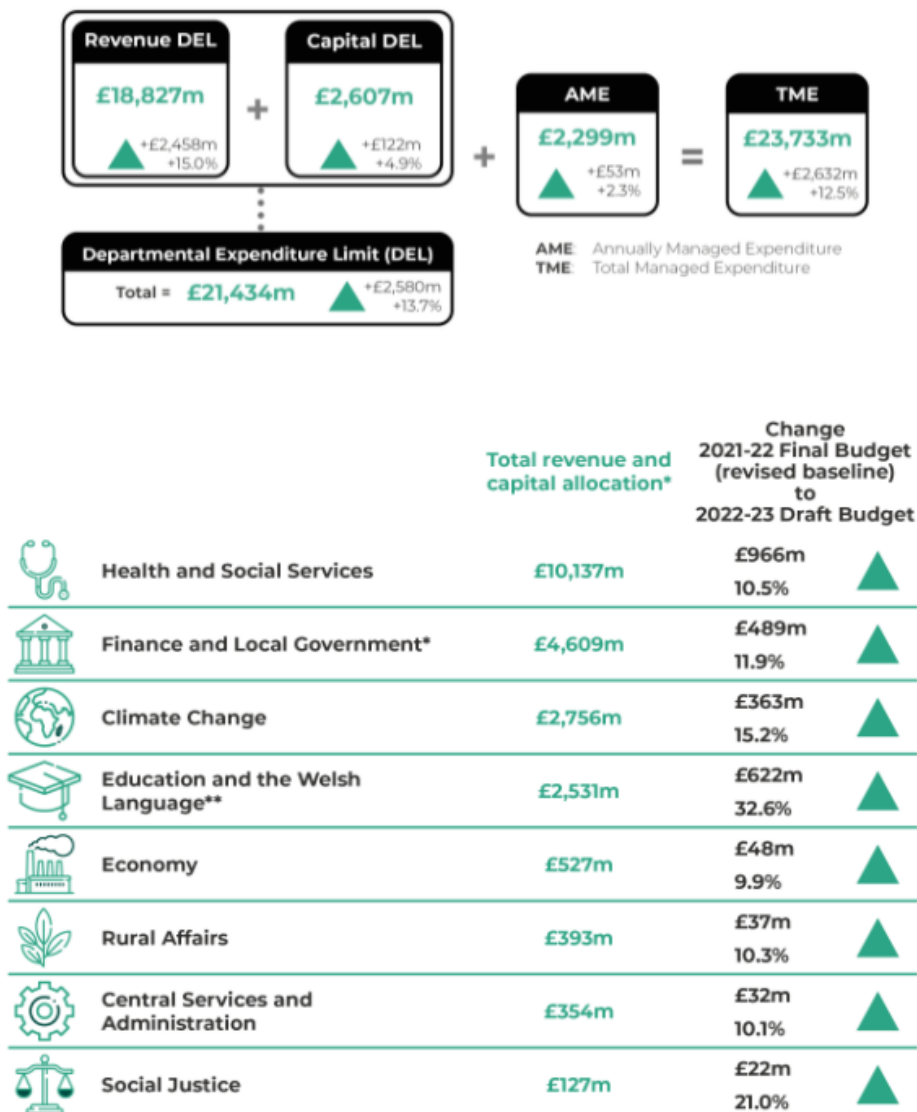 Revenue DEL
£18,827m
+£2,458m
+15.0%
+
Capital DEL
£2,607m
+£122m
+4.9%
+
AME
£2,299m
+£53m
+2.3%
=
TME
£23,733m
+£2,632m
+12.5%
Departmental Expenditure Limit (DEL)
Total = £21,434m
+£2,580m
+13.7%
AME: Annually Managed Expenditure
TME: Total Managed Expenditure
Total revenue and
capital allocation*
Change
2021-22 Final Budget
(revised baseline)
to
2022-23 Draft Budget
Health and Social Services £10,137m £966m
10.5%
Finance and Local Government* £4,609m £489m
11.9%
Climate Change £2,756m £363m
15.2%
Education and the Welsh
Language** £2,531m £622m
32.6%
Economy £527m £48m
9.9%
Rural Affairs £393m £37m
10.3%
Central Services and
Administration £354m £32m
10.1%
Social Justice £127m £22m
21.0%